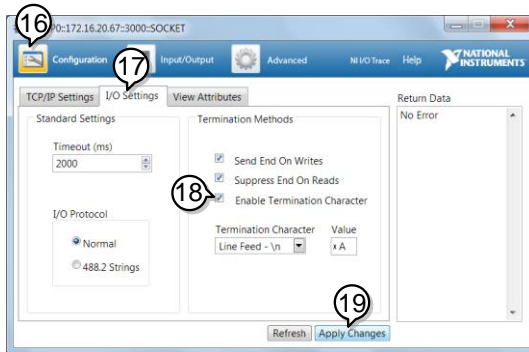 16
P0::172.16.20.67::3000::SOCKET
Configuration
17
Input/Output
Advanced
NI I/O Trace
Help
NATIONAL
INSTRUMENTS
TCP/IP Settings
I/O Settings
View Attributes
Return Data
Standard Settings
Termination Methods
No Error
Timeout (ms)
2000
Send End On Writes
Suppress End On Reads
18
Enable Termination Character
I/O Protocol
Termination Character
Value
Normal
Line Feed - \n
x A
488.2 Strings
19
Refresh
Apply Changes